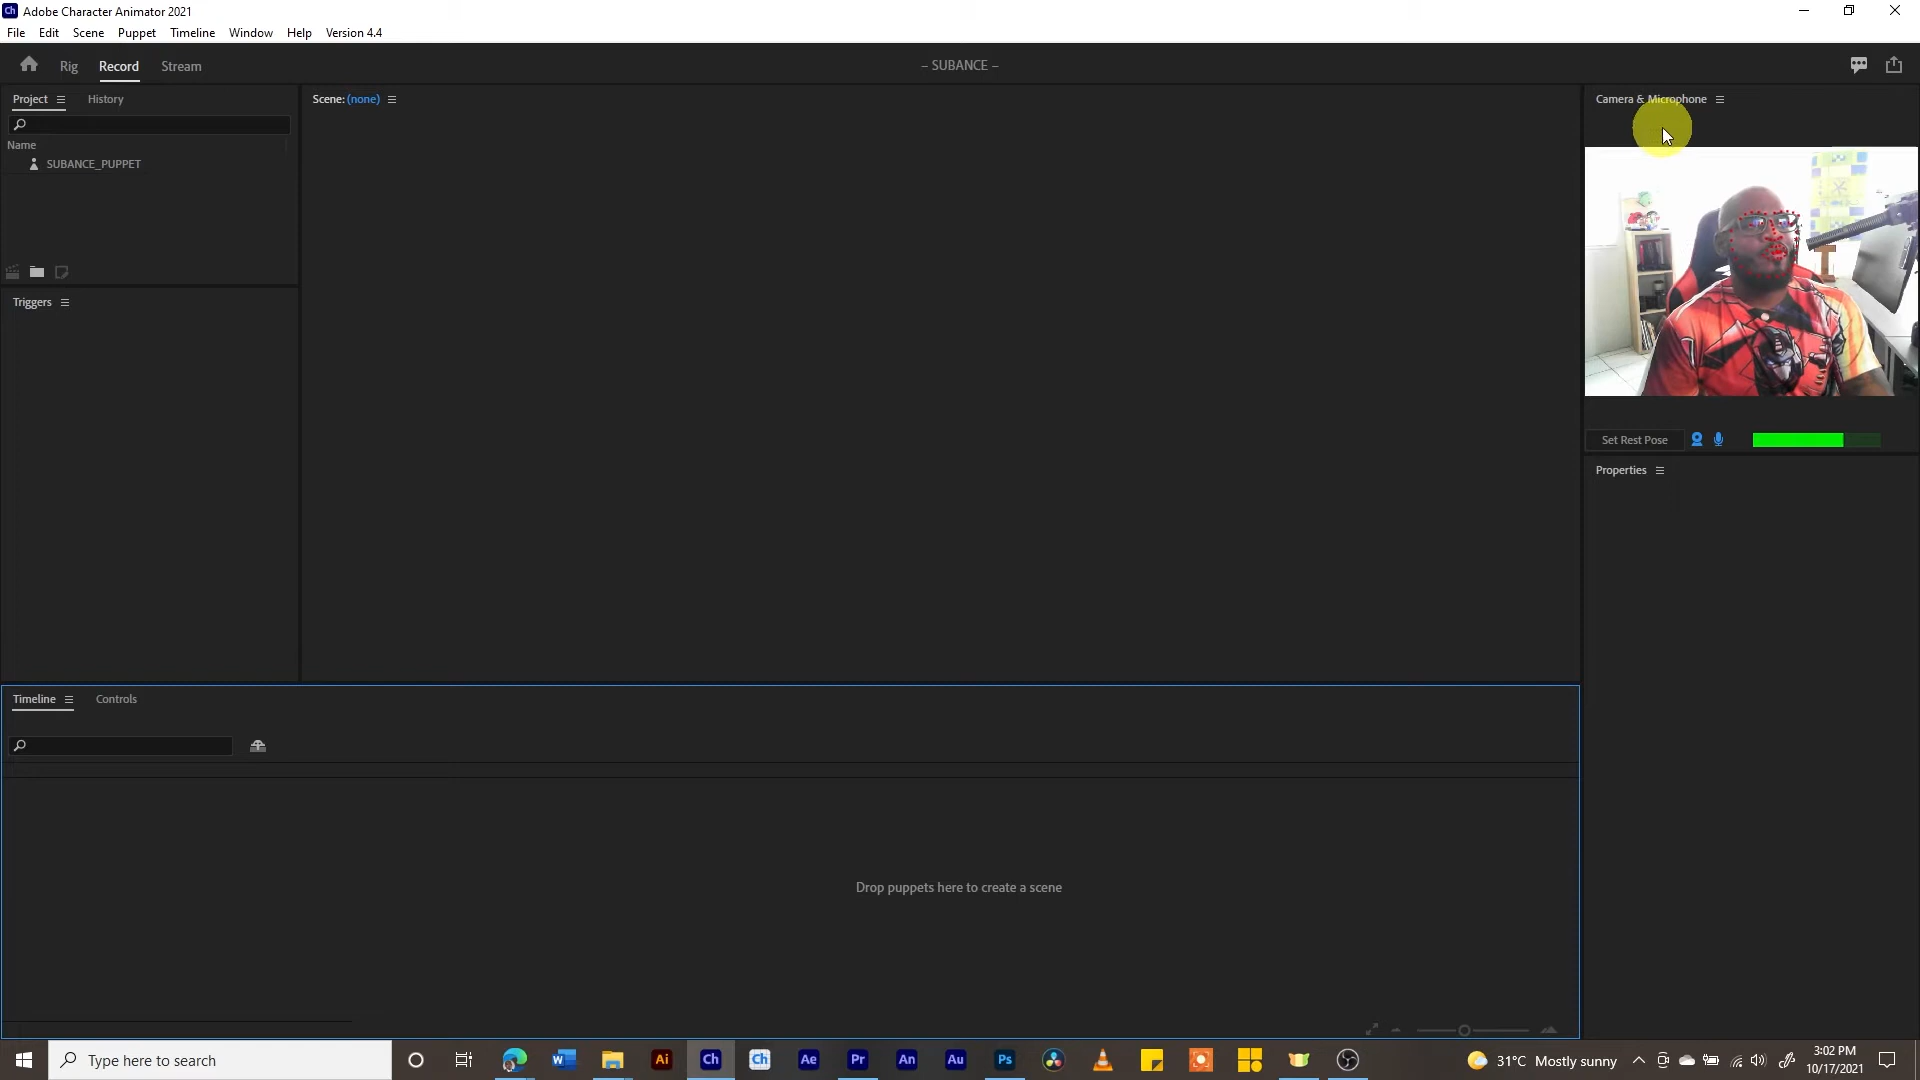 Ch Adobe Character Animator 2021
File Edit Scene Puppet Timeline Window Help Version 4.4
Rig Record Stream
– SUBANCE –
Project History
Name
SUBANCE_PUPPET
Triggers
Scene: (none)
Camera & Microphone
Set Rest Pose
Properties
Timeline Controls
Drop puppets here to create a scene
Type here to search
W Ai Ch Ch Ae Pr An Au Ps
31°C Mostly sunny
3:02 PM
10/17/2021